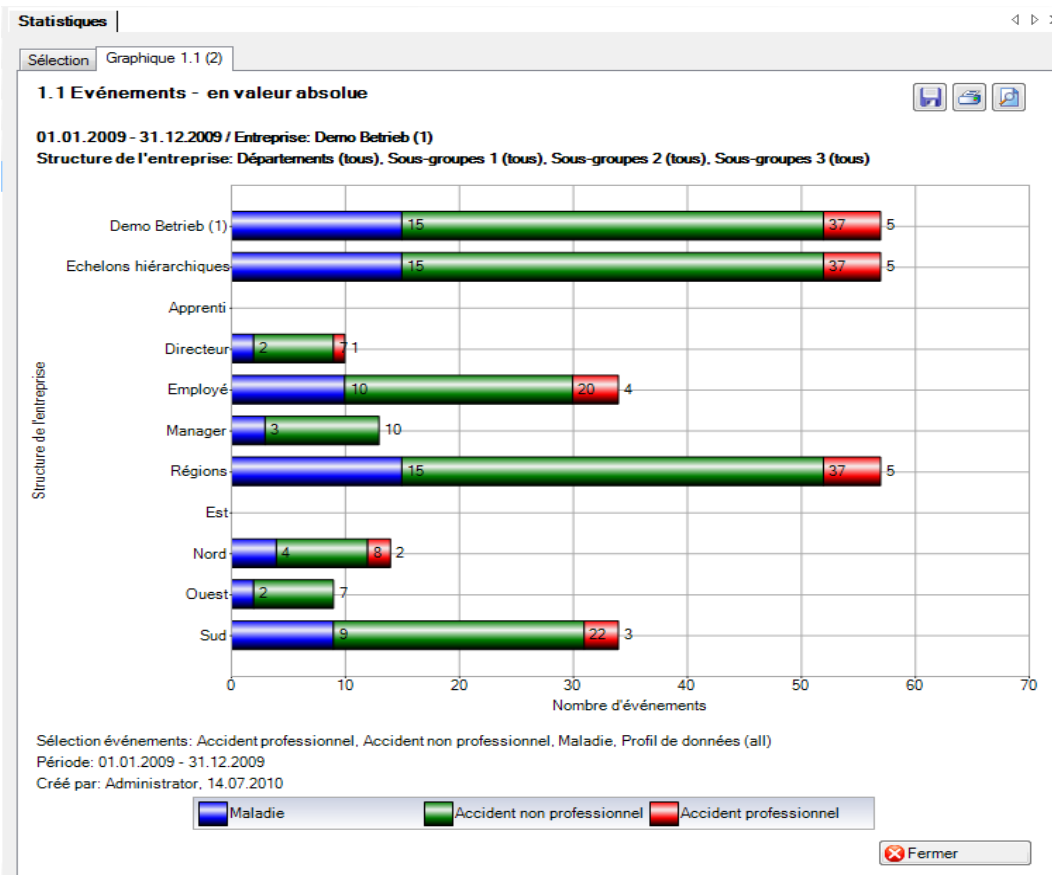 Statistiques
Sélection Graphique 1.1 (2)
1.1 Evénements - en valeur absolue
01.01.2009 - 31.12.2009 / Entreprise: Demo Betrieb (1)
Structure de l'entreprise: Départements (tous), Sous-groupes 1 (tous), Sous-groupes 2 (tous), Sous-groupes 3 (tous)
Structure de l'entreprise
Demo Betrieb (1) 15 37 5
Echelons hiérarchiques 15 37 5
Apprenti
Directeur 2 7 1
Employé 10 20 4
Manager 3 10
Régions 15 37 5
Est
Nord 4 8 2
Ouest 2 7
Sud 9 22 3
0 10 20 30 40 50 60 70
Nombre d'événements
Sélection événements: Accident professionnel, Accident non professionnel, Maladie, Profil de données (all)
Période: 01.01.2009 - 31.12.2009
Créé par: Administrator, 14.07.2010
Maladie Accident non professionnel Accident professionnel
Fermer